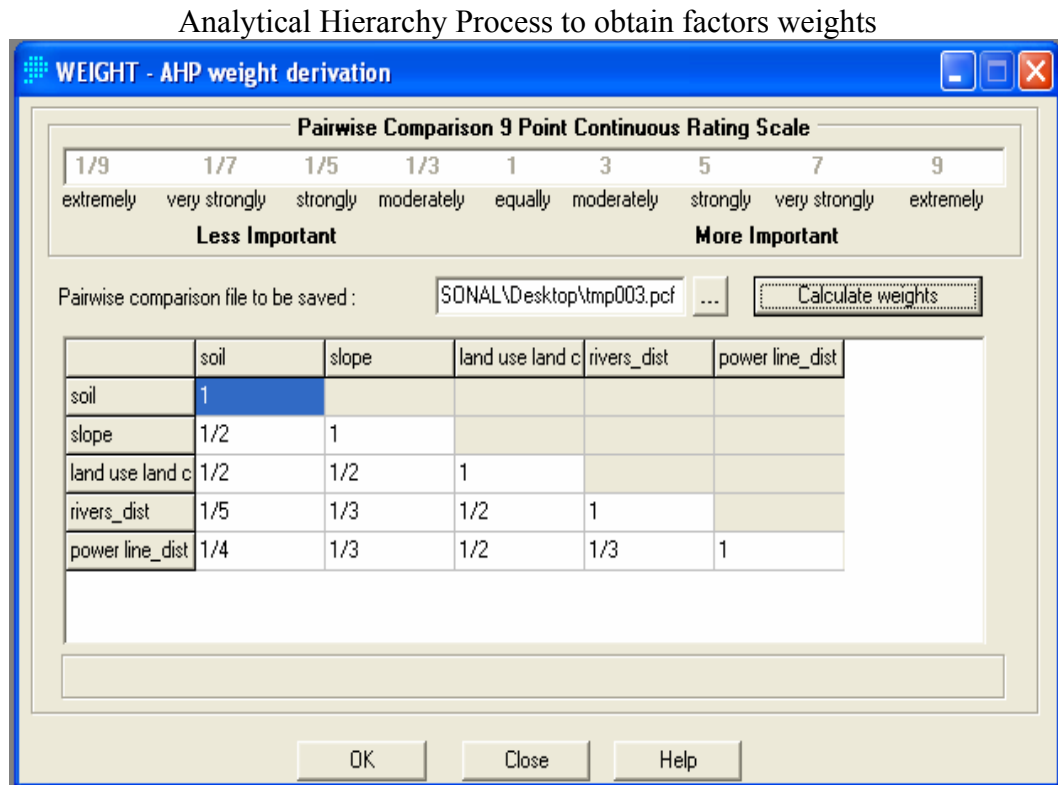 Analytical Hierarchy Process to obtain factors weights
WEIGHT - AHP weight derivation
Pairwise Comparison 9 Point Continuous Rating Scale
1/9 1/7 1/5 1/3 1 3 5 7 9
extremely very strongly strongly moderately equally moderately strongly very strongly extremely
Less Important More Important
Pairwise comparison file to be saved : SONAL\Desktop\tmp003.pcf ... Calculate weights
soil slope land use land c rivers_dist power line_dist
soil 1
slope 1/2 1
land use land c 1/2 1/2 1
rivers_dist 1/5 1/3 1/2 1
power line_dist 1/4 1/3 1/2 1/3 1
OK Close Help